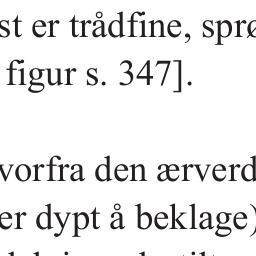 st er trådfine, sprø
figur s. 347].
vorfra den ærverd
er dypt å beklage)